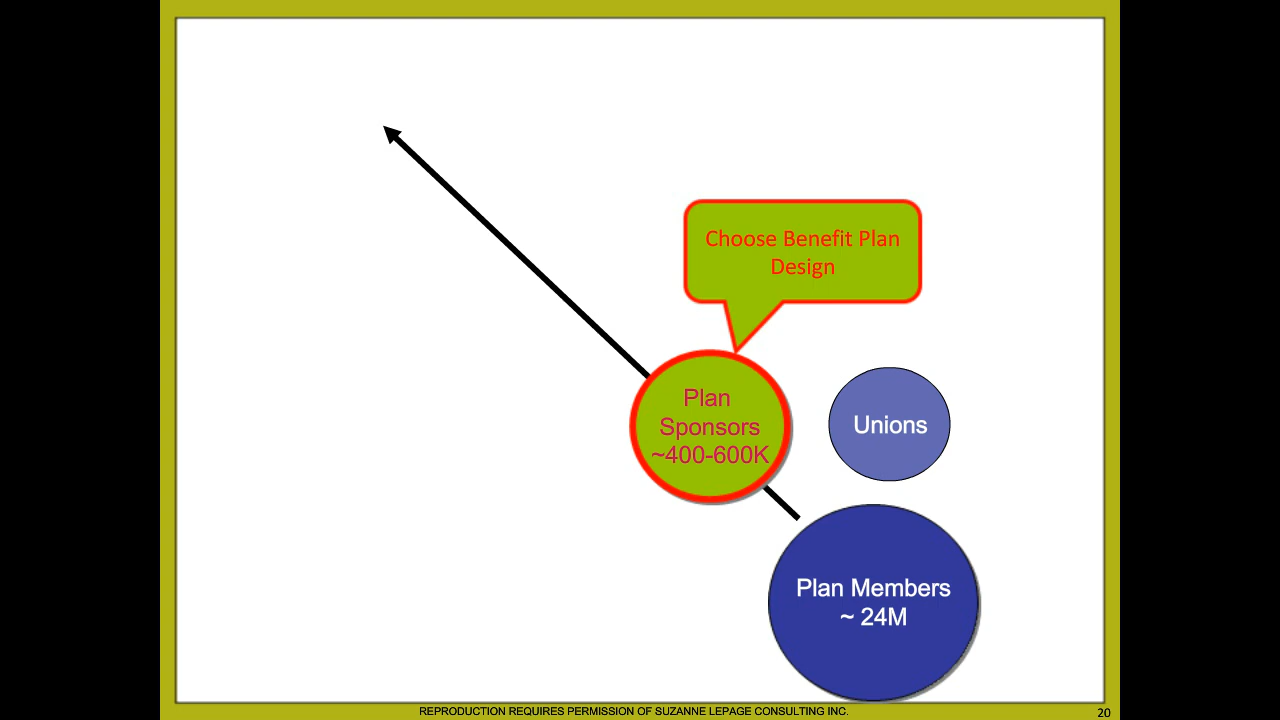 Choose Benefit Plan
Design
Plan
Sponsors
~400-600K
Unions
Plan Members
~ 24M
REPRODUCTION REQUIRES PERMISSION OF SUZANNE LEPAGE CONSULTING INC.
20